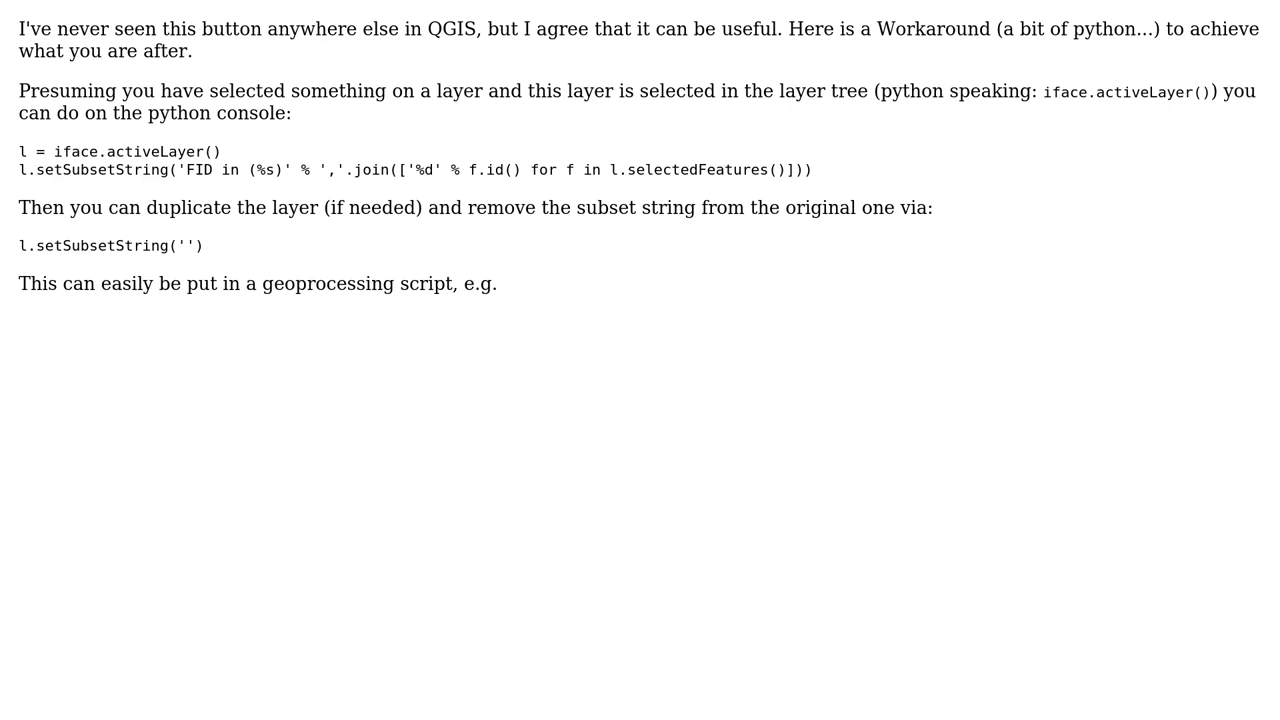 I've never seen this button anywhere else in QGIS, but I agree that it can be useful. Here is a Workaround (a bit of python...) to achieve
what you are after.
Presuming you have selected something on a layer and this layer is selected in the layer tree (python speaking: iface.activeLayer()) you
can do on the python console:
l = iface.activeLayer()
l.setSubsetString('FID in (%s)' % ','.join(['%d' % f.id() for f in l.selectedFeatures()]))
Then you can duplicate the layer (if needed) and remove the subset string from the original one via:
l.setSubsetString('')
This can easily be put in a geoprocessing script, e.g.